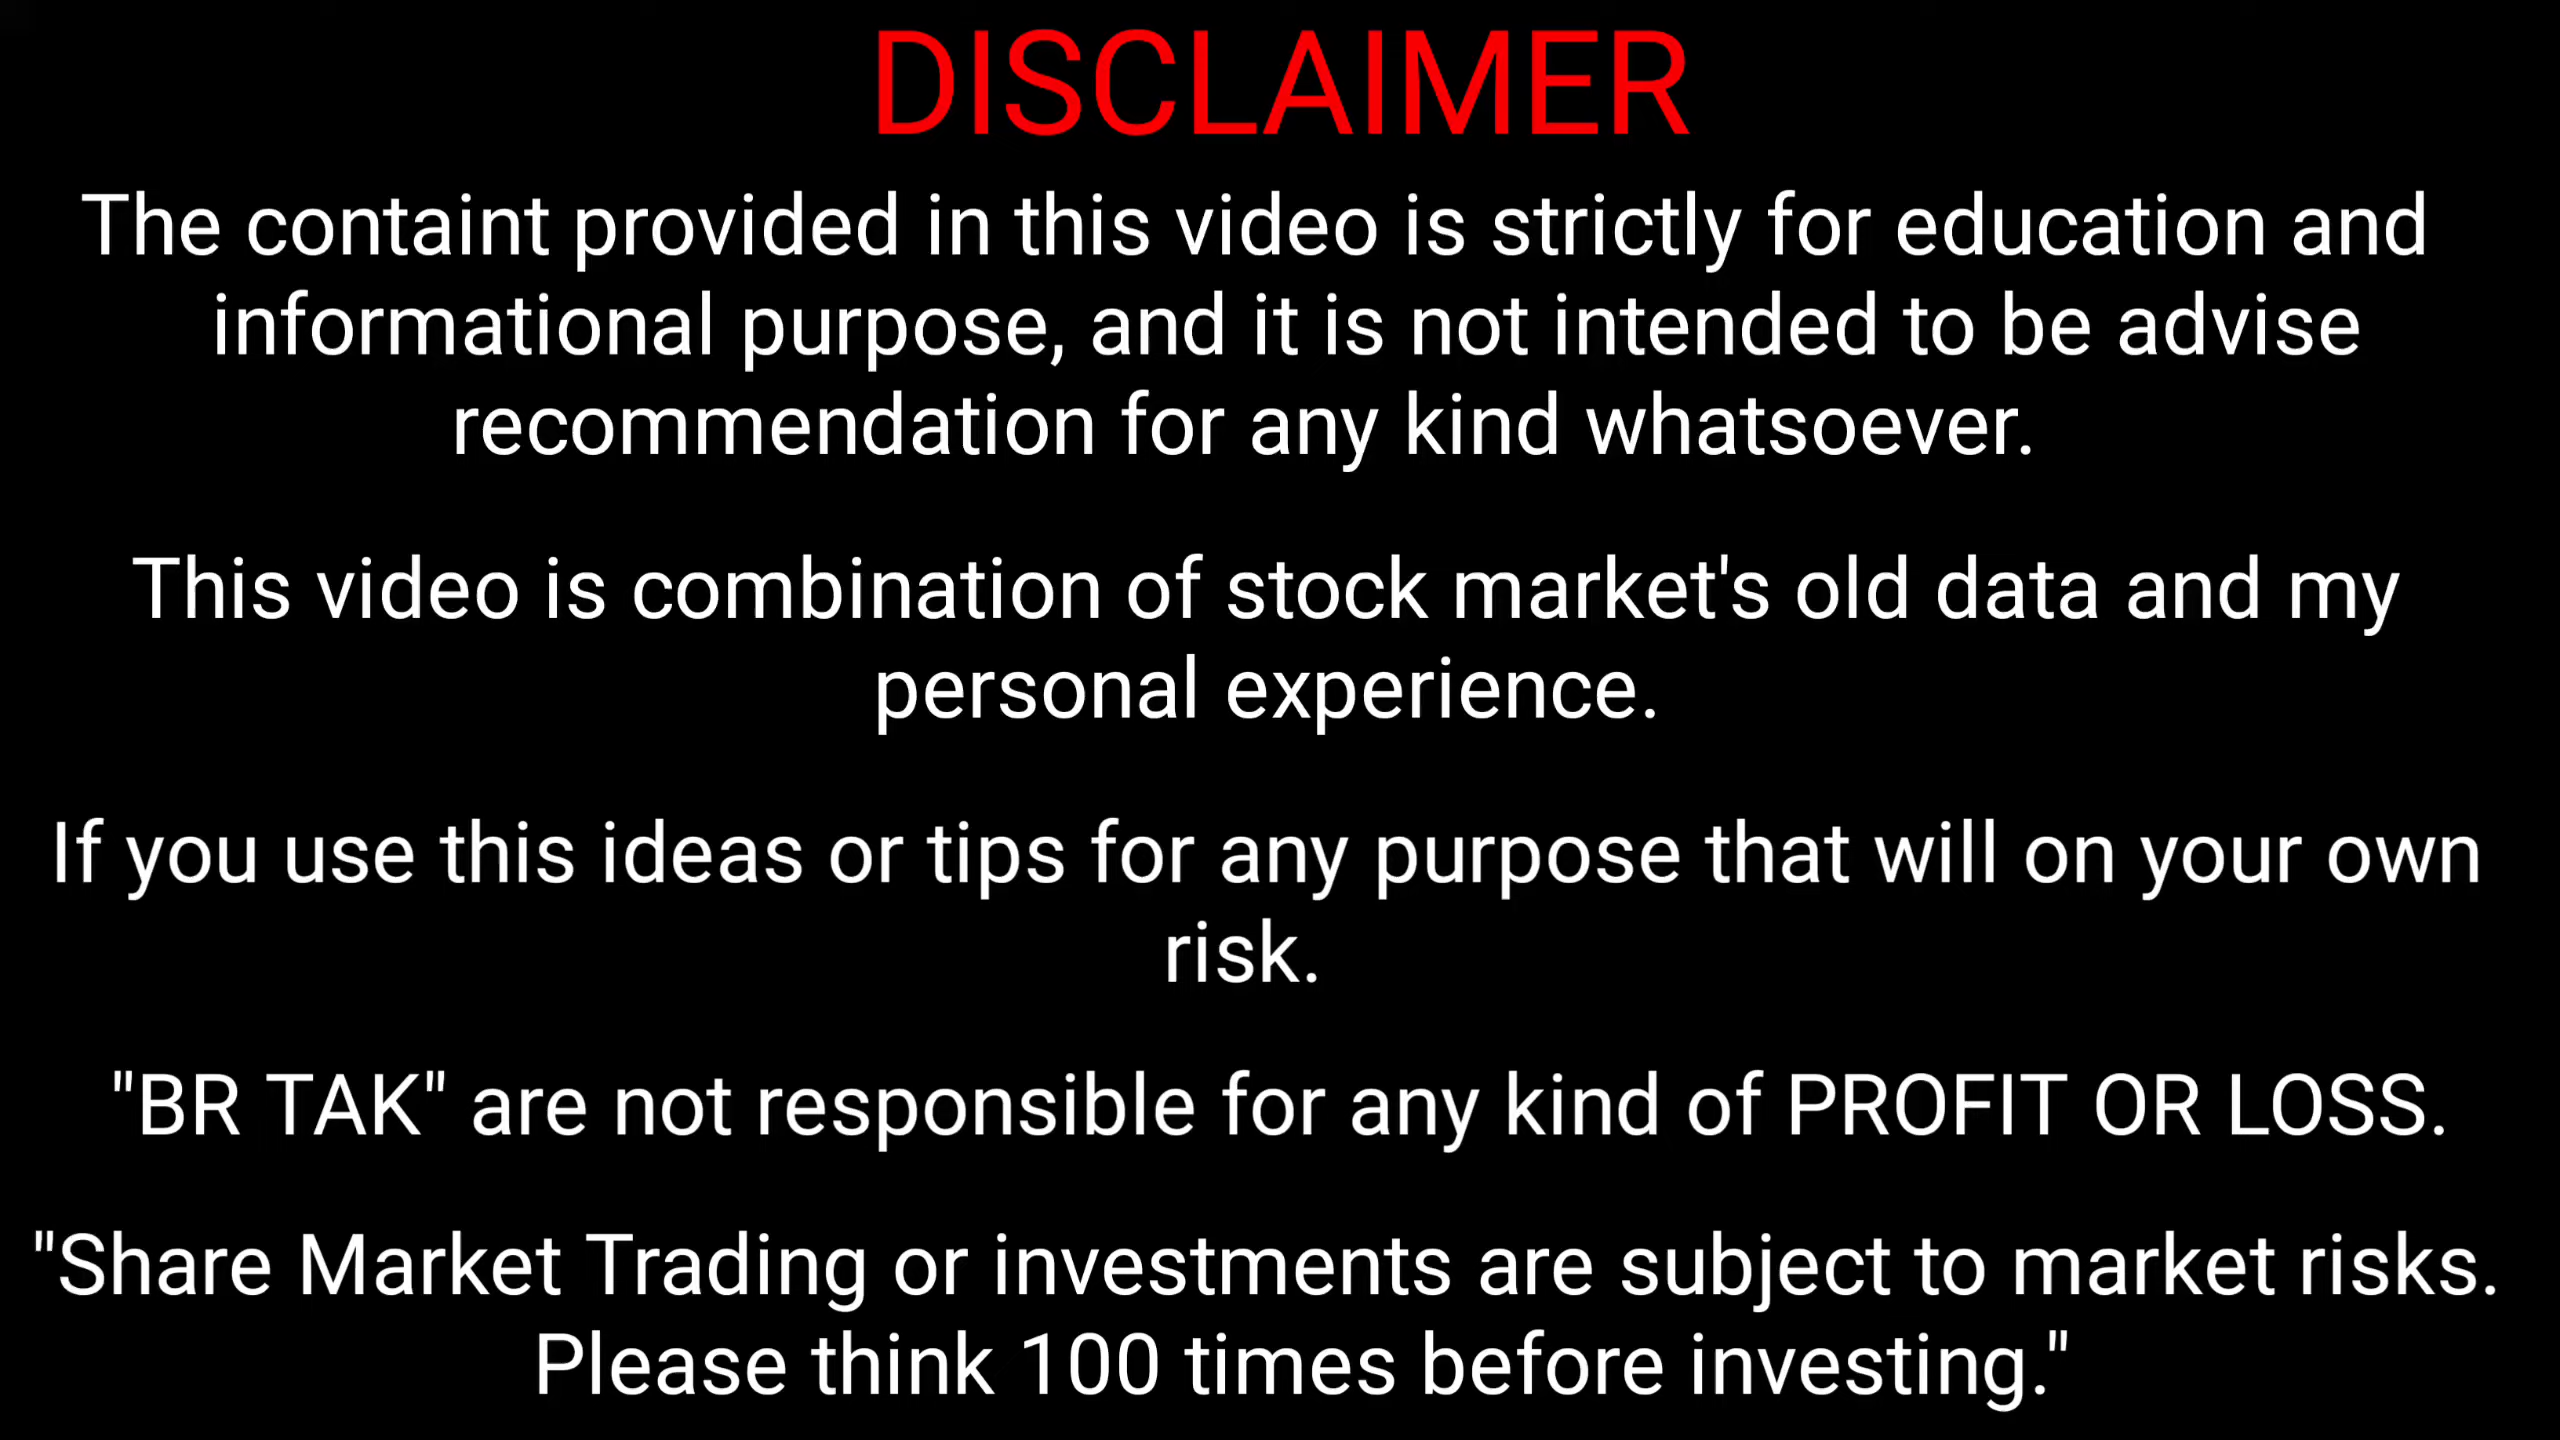 DISCLAIMER
The containt provided in this video is strictly for education and
informational purpose, and it is not intended to be advise
recommendation for any kind whatsoever.
This video is combination of stock market's old data and my
personal experience.
If you use this ideas or tips for any purpose that will on your own
risk.
"BR TAK" are not responsible for any kind of PROFIT OR LOSS.
"Share Market Trading or investments are subject to market risks.
Please think 100 times before investing."